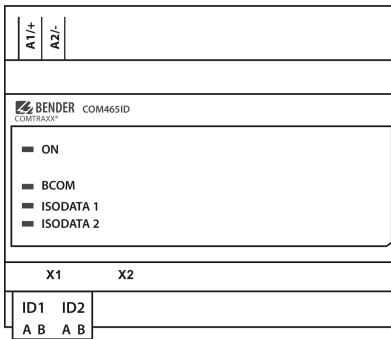 A1/+
A2/-
BENDER COM465ID
COMTRAXX®
ON
BCOM
ISODATA 1
ISODATA 2
X1 X2
ID1 ID2
A B A B